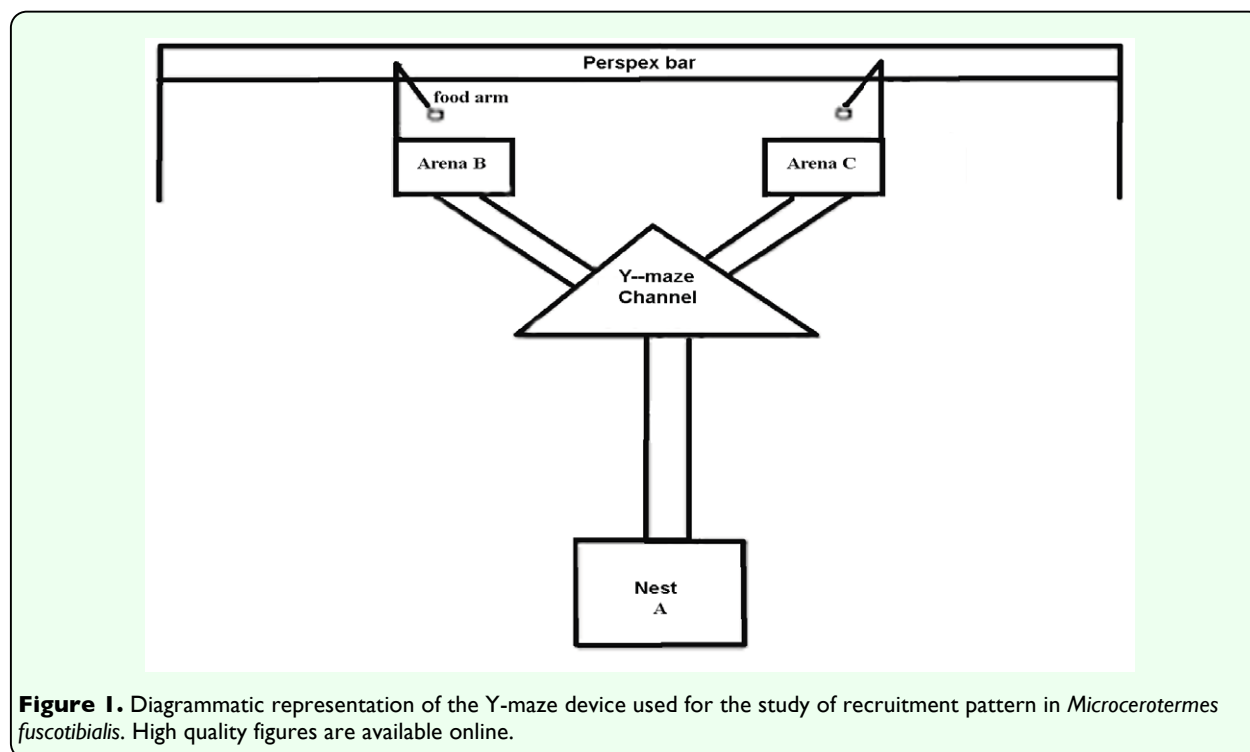 Perspex bar
food arm
Arena B
Arena C
Y--maze
Channel
Nest
A
Figure 1. Diagrammatic representation of the Y-maze device used for the study of recruitment pattern in Microcerotermes
fuscotibialis. High quality figures are available online.